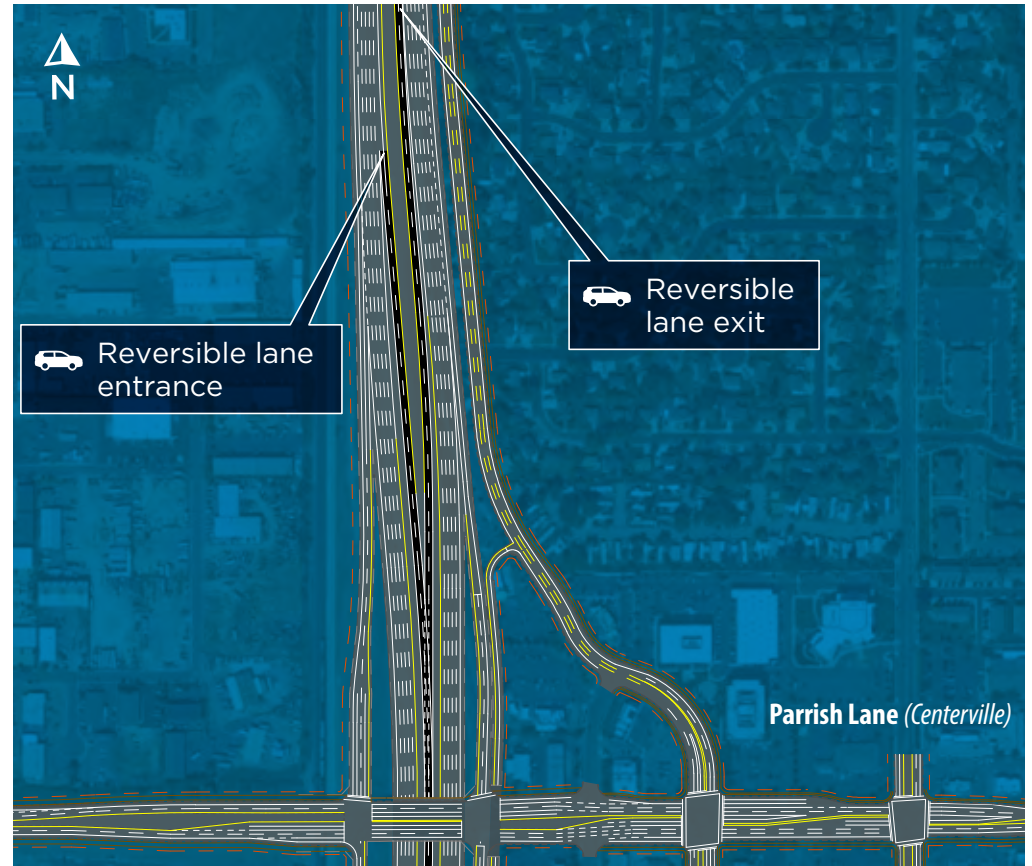 N
Reversible
lane exit
Reversible lane
entrance
Parrish Lane (Centerville)